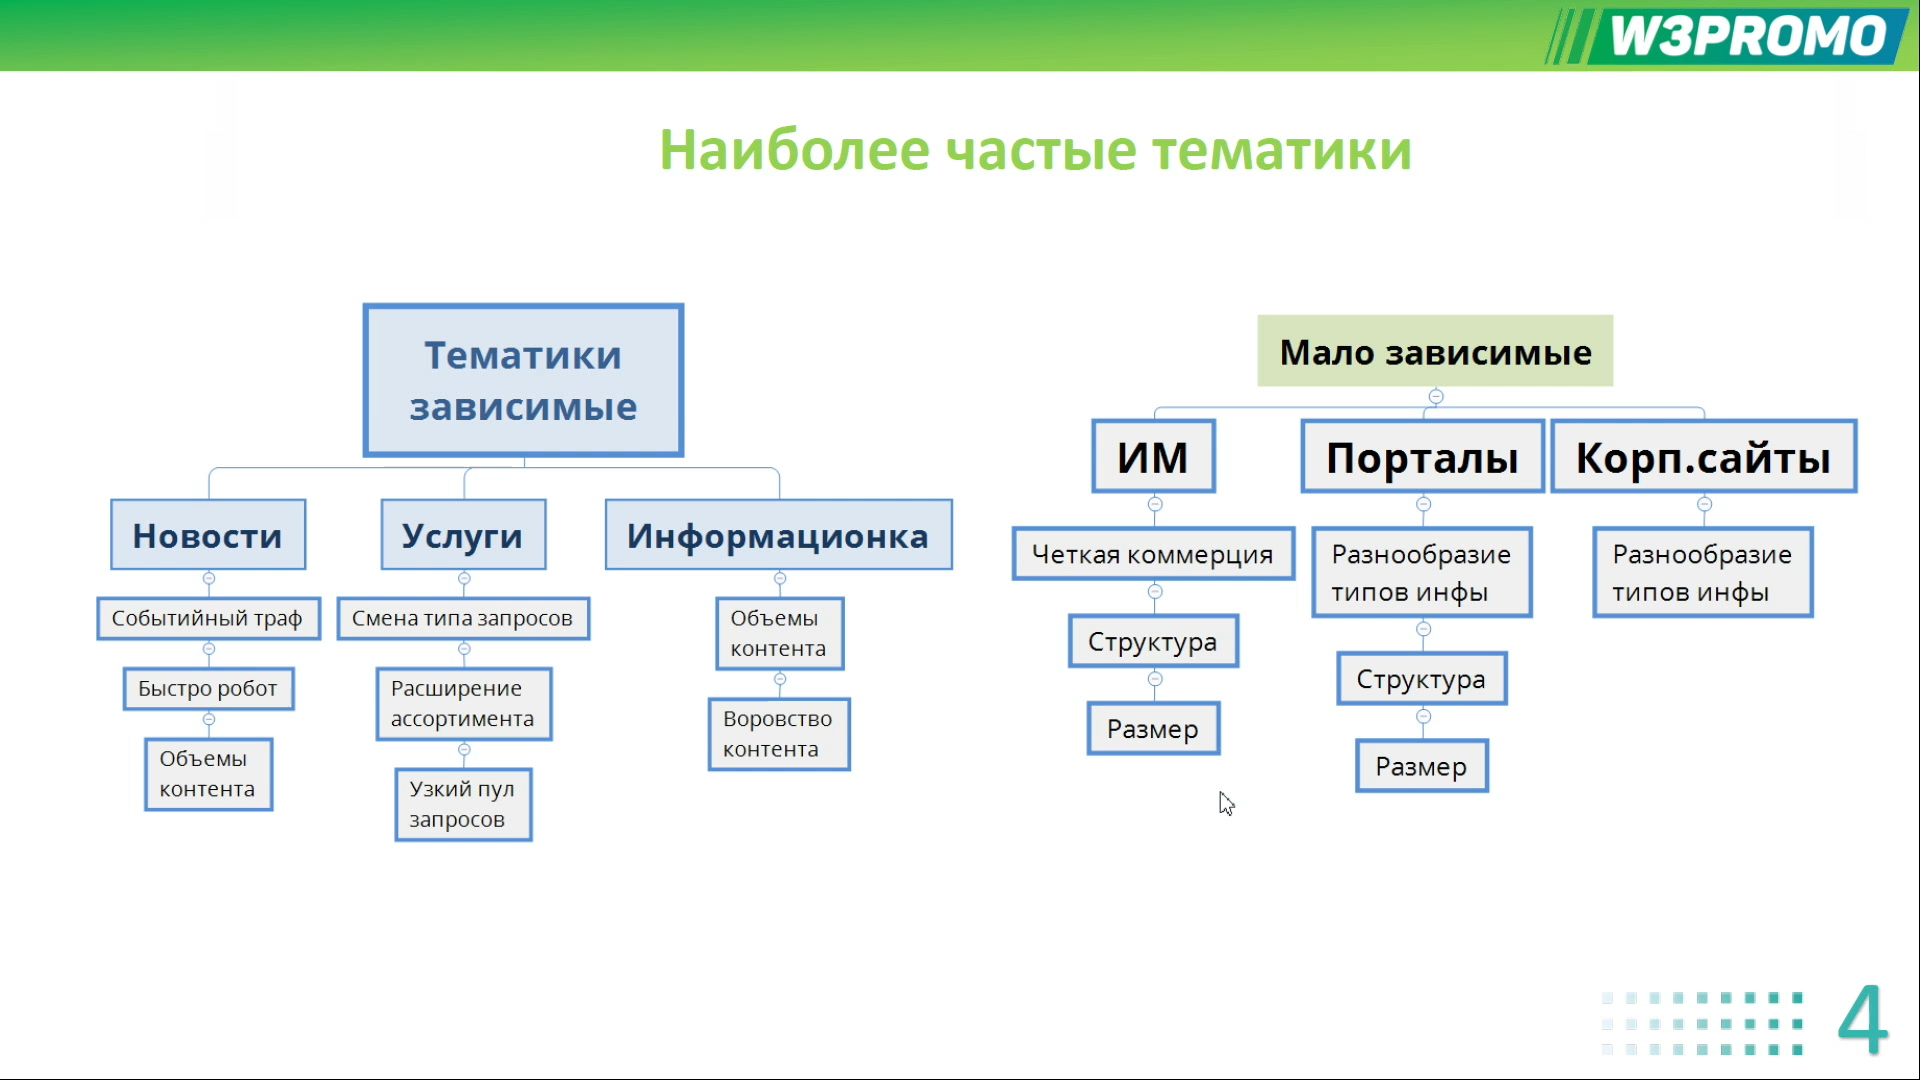 W3PROMO
Наиболее частые тематики
Тематики
зависимые
Новости
Событийный траф
Быстро робот
Объемы
контента
Услуги
Смена типа запросов
Расширение
ассортимента
Узкий пул
запросов
Информационка
Объемы
контента
Воровство
контента
Мало зависимые
ИМ
Четкая коммерция
Структура
Размер
Порталы
Разнообразие
типов инфы
Структура
Размер
Корп.сайты
Разнообразие
типов инфы
4